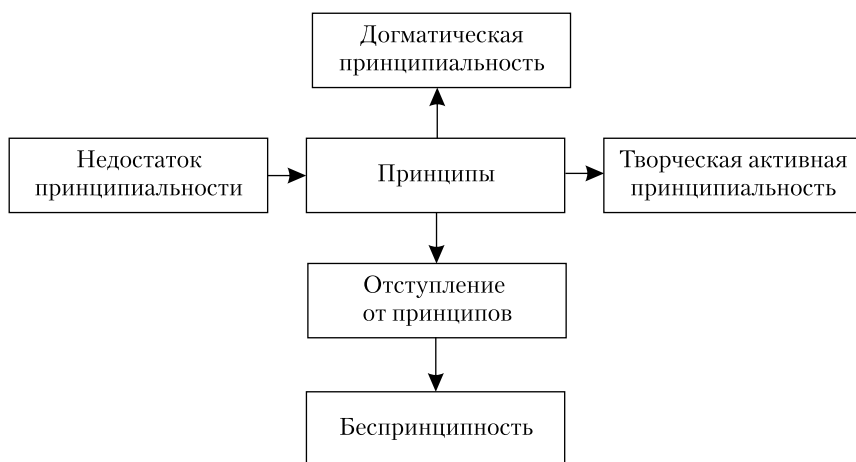 Догматическая
принципиальность
Недостаток
принципиальности
Принципы
Творческая активная
принципиальность
Отступление
от принципов
Беспринципность